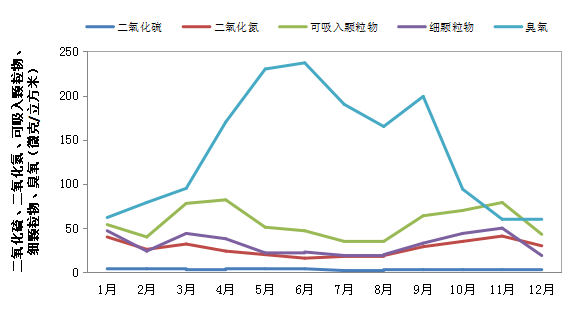 二氧化硫 二氧化氮 可吸入颗粒物 细颗粒物 臭氧
二氧化硫、二氧化氮、可吸入颗粒物、
细颗粒物、臭氧（微克/立方米）
250
200
150
100
50
0
1月 2月 3月 4月 5月 6月 7月 8月 9月 10月 11月 12月